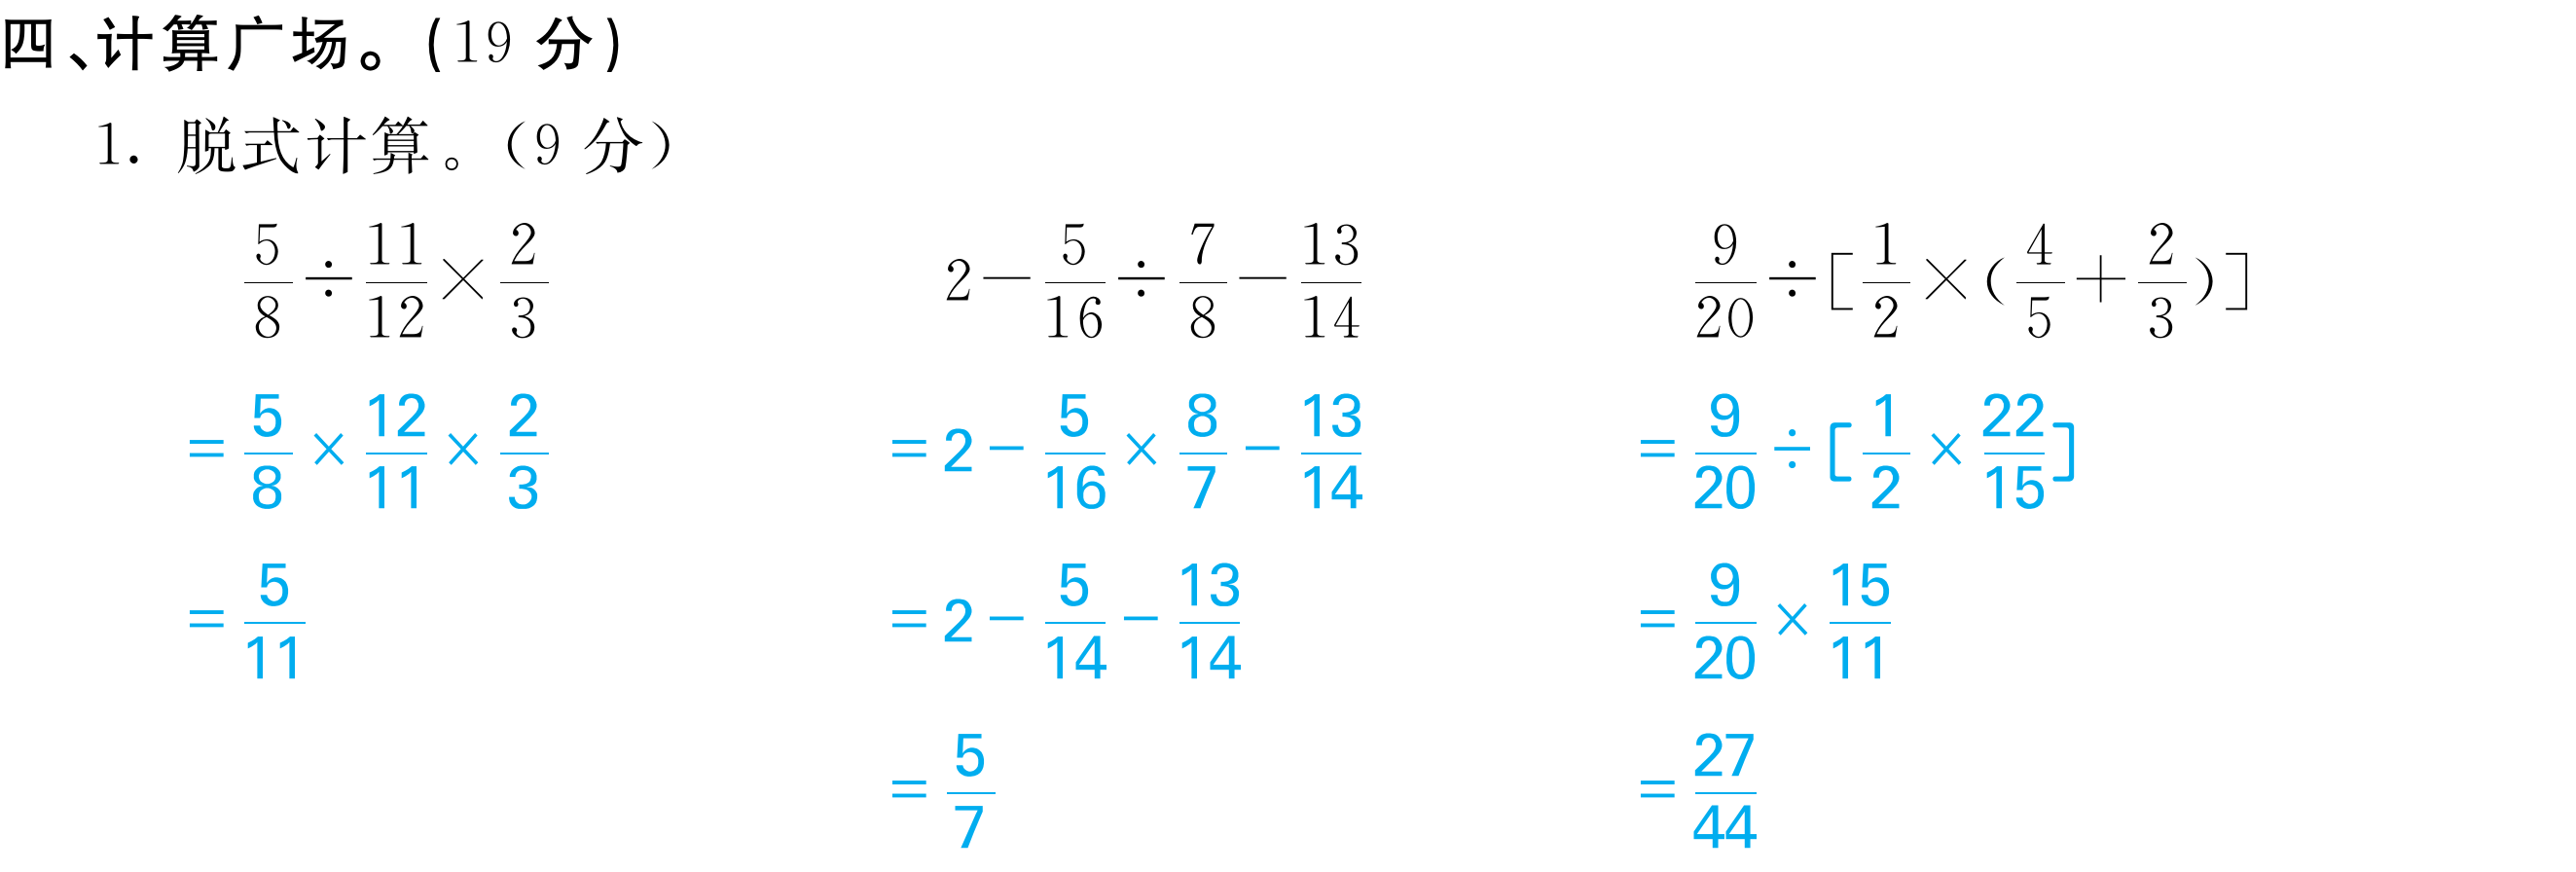 四、计算广场。(19 分)
1. 脱式计算。（9 分）
5/8 ÷ 11/12 × 2/3    2 − 5/16 ÷ 7/8 − 13/14    9/20 ÷ [1/2 × (4/5 + 2/3)]
= 5/8 × 12/11 × 2/3    = 2 − 5/16 × 8/7 − 13/14    = 9/20 ÷ [1/2 × 22/15]
= 5/11    = 2 − 5/14 − 13/14    = 9/20 × 15/11
= 5/7    = 27/44